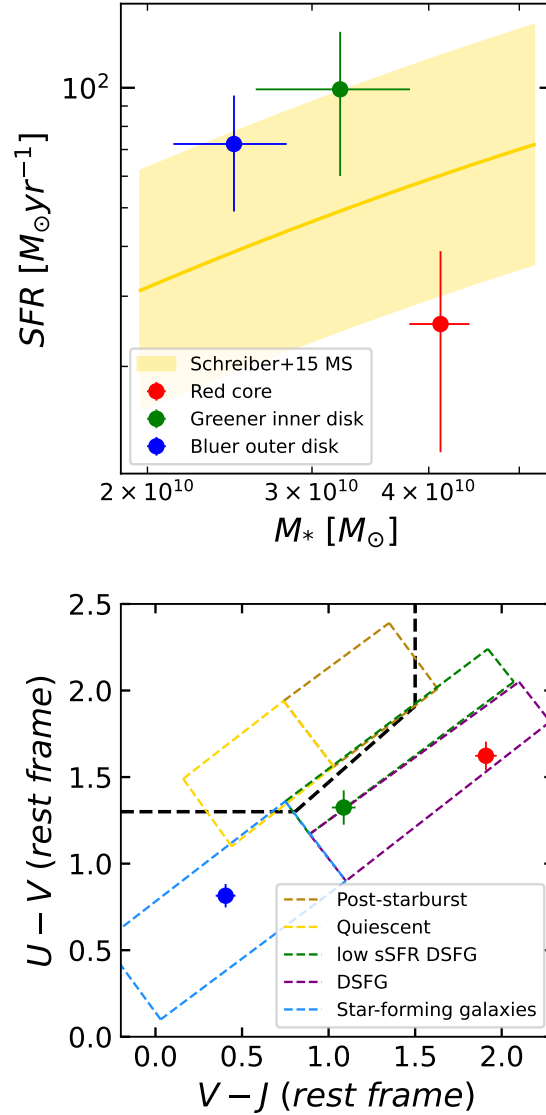 10²
SFR [M⊙yr⁻¹]
Schreiber+15 MS
Red core
Greener inner disk
Bluer outer disk
2 × 10¹⁰ 3 × 10¹⁰ 4 × 10¹⁰
M* [M⊙]
2.5
2.0
1.5
1.0
0.5
0.0
U − V (rest frame)
Post-starburst
Quiescent
low sSFR DSFG
DSFG
Star-forming galaxies
0.0 0.5 1.0 1.5 2.0
V − J (rest frame)